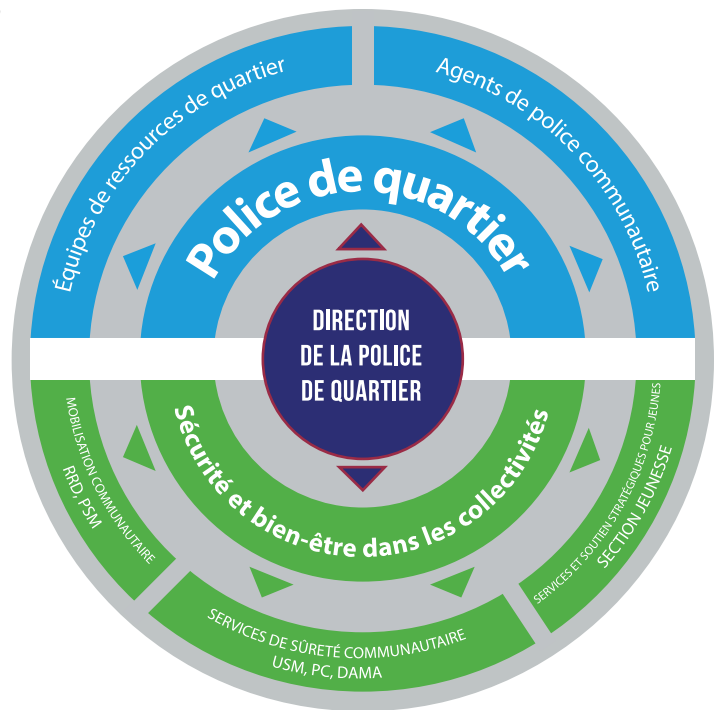 Équipes de ressources de quartier
Agents de police communautaire
Police de quartier
DIRECTION
DE LA POLICE
DE QUARTIER
Sécurité et bien-être dans les collectivités
MOBILISATION COMMUNAUTAIRE
RRD, PSM
SERVICES DE SÛRETÉ COMMUNAUTAIRE
USM, PC, DAMA
SERVICES ET SOUTIEN STRATÉGIQUES POUR JEUNES
SECTION JEUNESSE